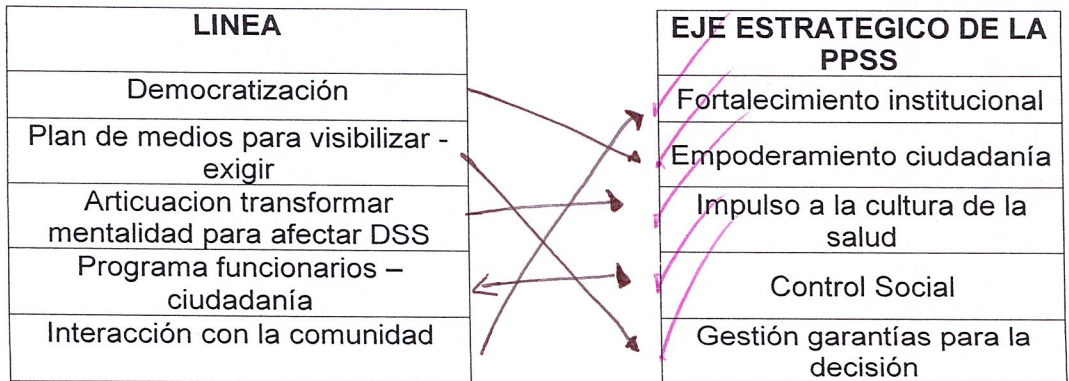 LINEA
Democratización
Plan de medios para visibilizar -
exigir
Articuacion transformar
mentalidad para afectar DSS
Programa funcionarios –
ciudadanía
Interacción con la comunidad
EJE ESTRATEGICO DE LA
PPSS
Fortalecimiento institucional
Empoderamiento ciudadanía
Impulso a la cultura de la
salud
Control Social
Gestión garantías para la
decisión